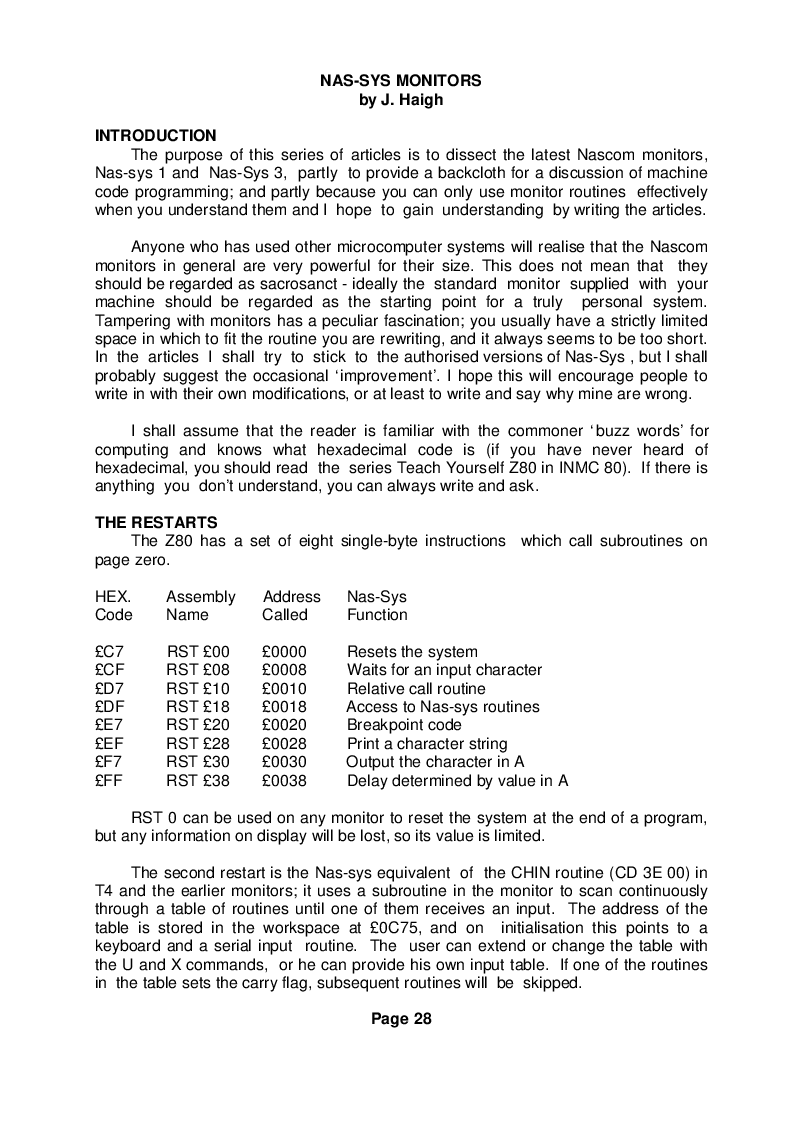 NAS-SYS MONITORS
by J. Haigh
INTRODUCTION
The purpose of this series of articles is to dissect the latest Nascom monitors,
Nas-sys 1 and Nas-Sys 3, partly to provide a backcloth for a discussion of machine
code programming; and partly because you can only use monitor routines effectively
when you understand them and I hope to gain understanding by writing the articles.
Anyone who has used other microcomputer systems will realise that the Nascom
monitors in general are very powerful for their size. This does not mean that they
should be regarded as sacrosanct - ideally the standard monitor supplied with your
machine should be regarded as the starting point for a truly personal system.
Tampering with monitors has a peculiar fascination; you usually have a strictly limited
space in which to fit the routine you are rewriting, and it always seems to be too short.
In the articles I shall try to stick to the authorised versions of Nas-Sys , but I shall
probably suggest the occasional ‘improvement’. I hope this will encourage people to
write in with their own modifications, or at least to write and say why mine are wrong.
I shall assume that the reader is familiar with the commoner ‘buzz words’ for
computing and knows what hexadecimal code is (if you have never heard of
hexadecimal, you should read the series Teach Yourself Z80 in INMC 80). If there is
anything you don’t understand, you can always write and ask.
THE RESTARTS
The Z80 has a set of eight single-byte instructions which call subroutines on
page zero.
HEX. Assembly Address Nas-Sys
Code Name Called Function
£C7 RST £00 £0000 Resets the system
£CF RST £08 £0008 Waits for an input character
£D7 RST £10 £0010 Relative call routine
£DF RST £18 £0018 Access to Nas-sys routines
£E7 RST £20 £0020 Breakpoint code
£EF RST £28 £0028 Print a character string
£F7 RST £30 £0030 Output the character in A
£FF RST £38 £0038 Delay determined by value in A
RST 0 can be used on any monitor to reset the system at the end of a program,
but any information on display will be lost, so its value is limited.
The second restart is the Nas-sys equivalent of the CHIN routine (CD 3E 00) in
T4 and the earlier monitors; it uses a subroutine in the monitor to scan continuously
through a table of routines until one of them receives an input. The address of the
table is stored in the workspace at £0C75, and on initialisation this points to a
keyboard and a serial input routine. The user can extend or change the table with
the U and X commands, or he can provide his own input table. If one of the routines
in the table sets the carry flag, subsequent routines will be skipped.
Page 28